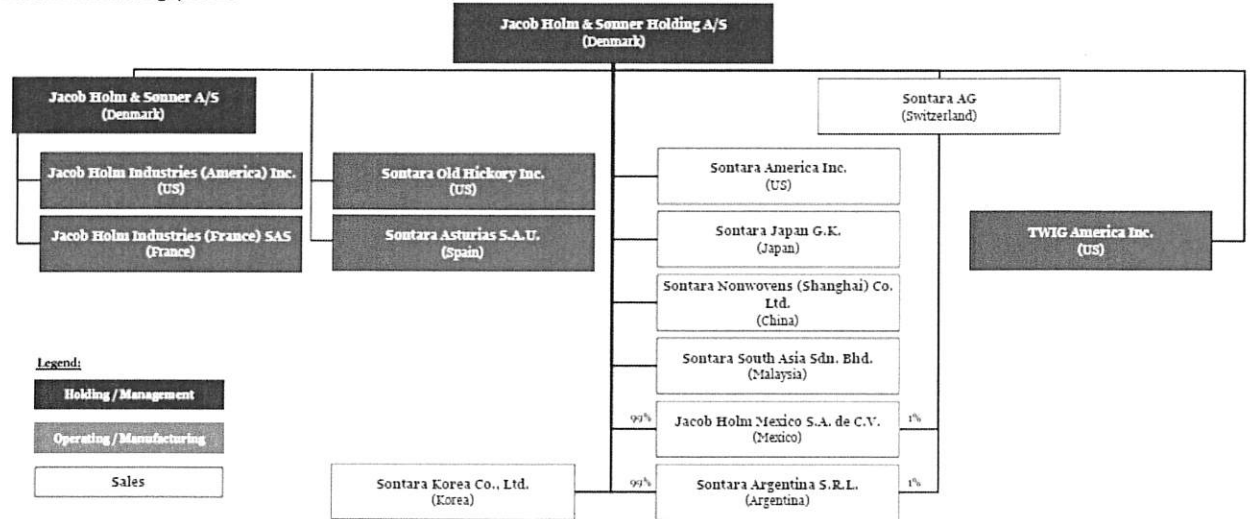 Jacob Holm & Sønner Holding A/S
(Denmark)
Jacob Holm & Sønner A/S
(Denmark)
Sontara AG
(Switzerland)
Jacob Holm Industries (America) Inc.
(US)
Sontara Old Hickory Inc.
(US)
Sontara America Inc.
(US)
Jacob Holm Industries (France) SAS
(France)
Sontara Asturias S.A.U.
(Spain)
Sontara Japan G.K.
(Japan)
TWIG America Inc.
(US)
Sontara Nonwovens (Shanghai) Co.
Ltd.
(China)
Sontara South Asia Sdn. Bhd.
(Malaysia)
99%
Jacob Holm Mexico S.A. de C.V.
(Mexico)
1%
Sontara Korea Co., Ltd.
(Korea)
99%
Sontara Argentina S.R.L.
(Argentina)
1%
Legend:
Holding / Management
Operating / Manufacturing
Sales